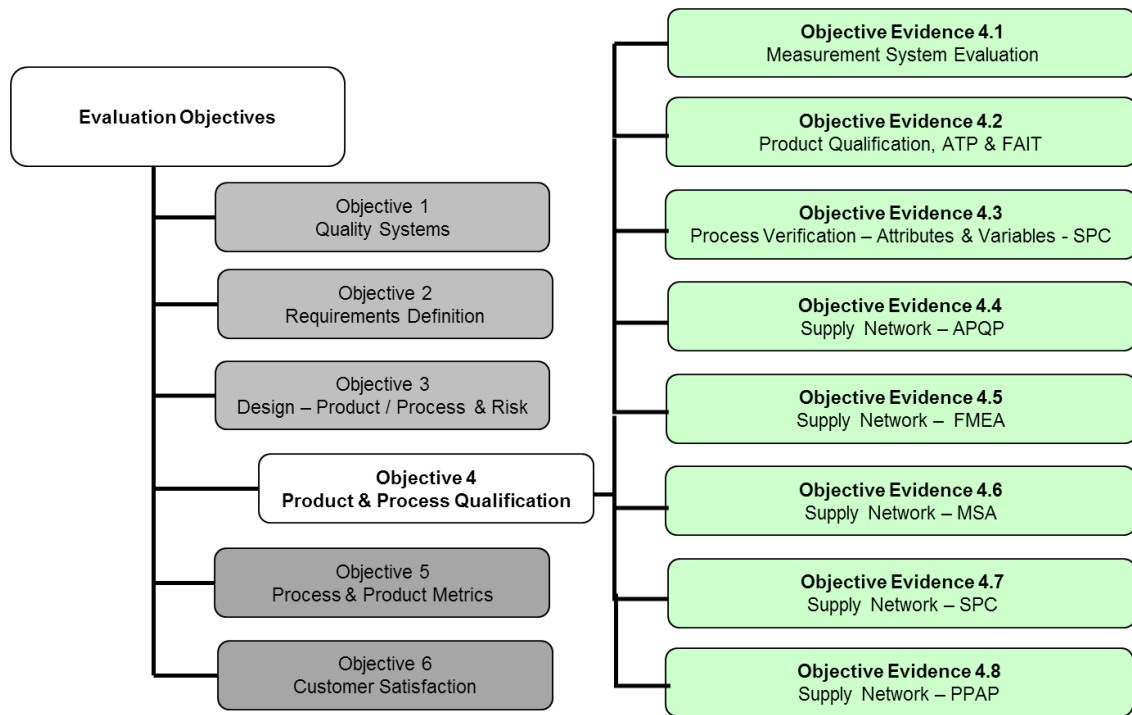 Evaluation Objectives
Objective 1
Quality Systems
Objective 2
Requirements Definition
Objective 3
Design – Product / Process & Risk
Objective 4
Product & Process Qualification
Objective 5
Process & Product Metrics
Objective 6
Customer Satisfaction
Objective Evidence 4.1
Measurement System Evaluation
Objective Evidence 4.2
Product Qualification, ATP & FAIT
Objective Evidence 4.3
Process Verification – Attributes & Variables - SPC
Objective Evidence 4.4
Supply Network – APQP
Objective Evidence 4.5
Supply Network – FMEA
Objective Evidence 4.6
Supply Network – MSA
Objective Evidence 4.7
Supply Network – SPC
Objective Evidence 4.8
Supply Network – PPAP